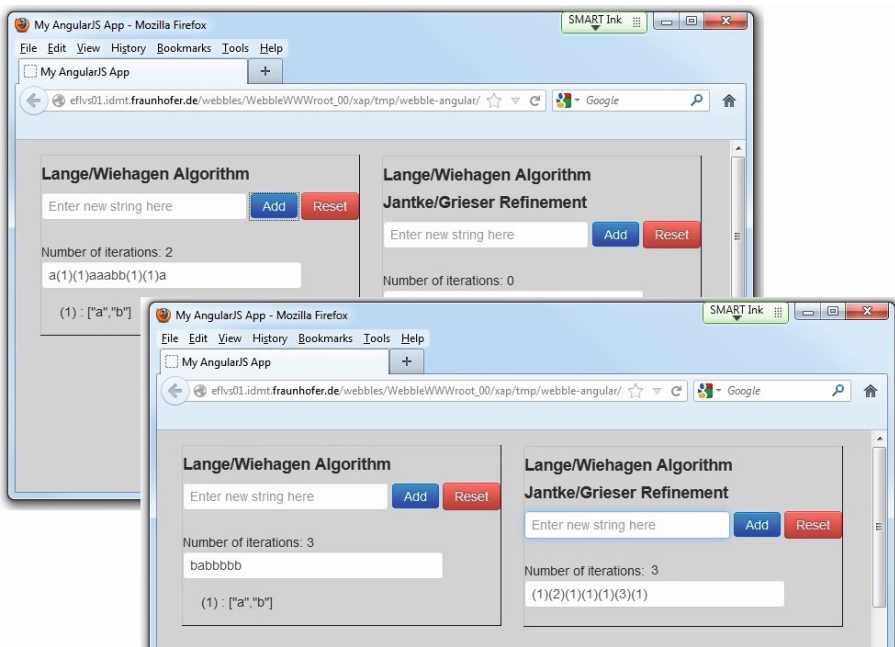 My AngularJS App - Mozilla Firefox
SMART Ink
File Edit View History Bookmarks Tools Help
My AngularJS App
+
eflvs01.idmt.fraunhofer.de/webbles/WebbleWWWroot_00/xap/tmp/webble-angular/
Google
Lange/Wiehagen Algorithm
Enter new string here
Add
Reset
Number of iterations: 2
a(1)(1)aaabb(1)(1)a
(1) : ["a","b"]
Lange/Wiehagen Algorithm
Jantke/Grieser Refinement
Enter new string here
Add
Reset
Number of iterations: 0
My AngularJS App - Mozilla Firefox
SMART Ink
File Edit View History Bookmarks Tools Help
My AngularJS App
+
eflvs01.idmt.fraunhofer.de/webbles/WebbleWWWroot_00/xap/tmp/webble-angular/
Google
Lange/Wiehagen Algorithm
Enter new string here
Add
Reset
Number of iterations: 3
babbbbb
(1) : ["a","b"]
Lange/Wiehagen Algorithm
Jantke/Grieser Refinement
Enter new string here
Add
Reset
Number of iterations: 3
(1)(2)(1)(1)(1)(3)(1)